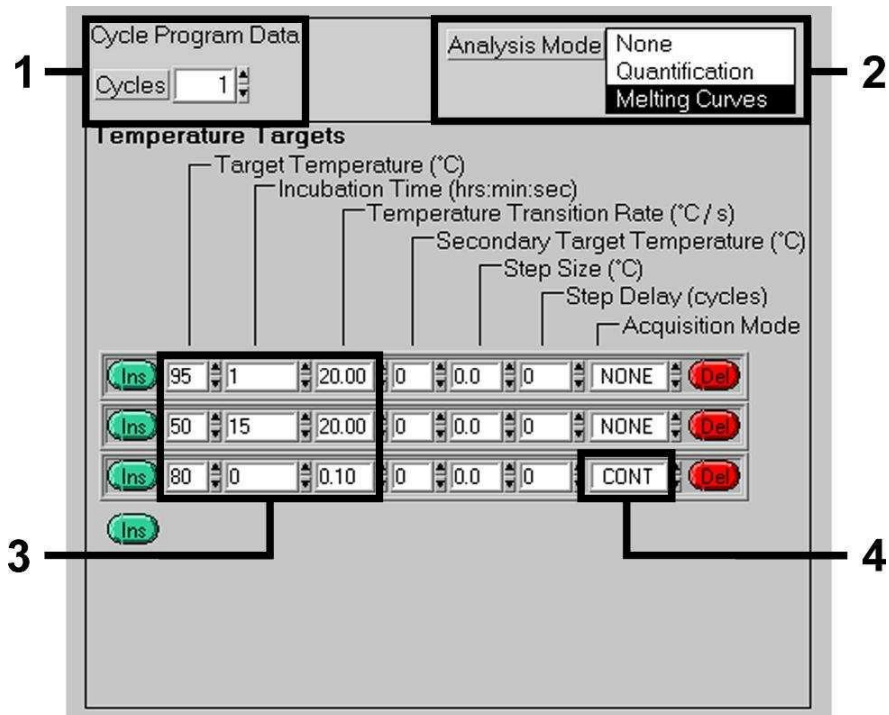 Cycle Program Data
Cycles 1
Analysis Mode None
Quantification
Melting Curves
1
2
Temperature Targets
Target Temperature (°C)
Incubation Time (hrs:min:sec)
Temperature Transition Rate (°C / s)
Secondary Target Temperature (°C)
Step Size (°C)
Step Delay (cycles)
Acquisition Mode
Ins 95 1 20.00 0 0.0 0 NONE Del
Ins 50 15 20.00 0 0.0 0 NONE Del
Ins 80 0 0.10 0 0.0 0 CONT Del
Ins
3
4